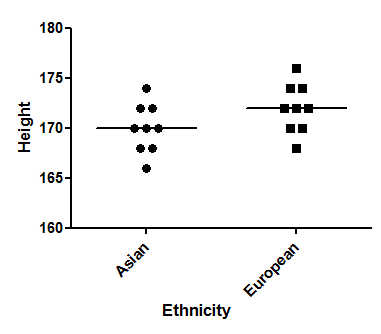 180
175
170
165
160
Height
Asian
European
Ethnicity